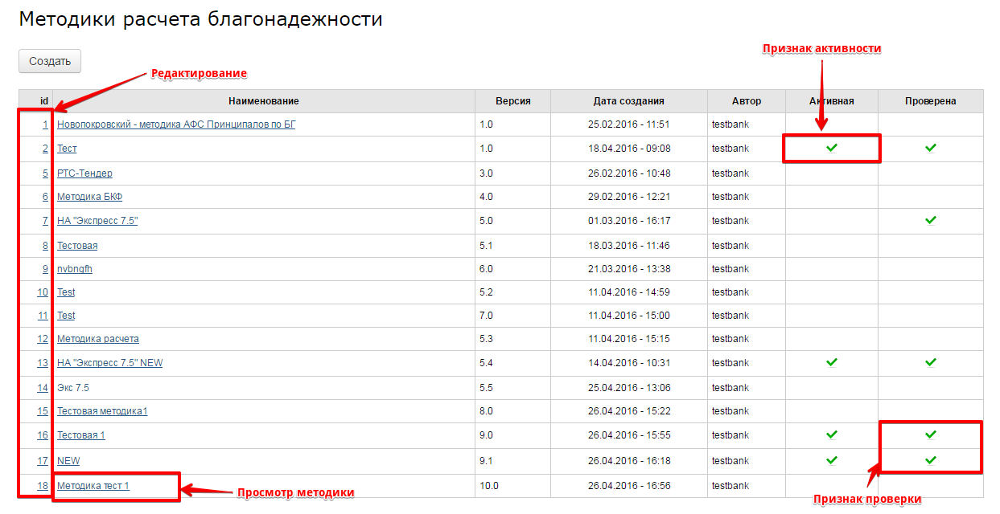 Методики расчета благонадежности
Признак активности
Создать
Редактирование
id Наименование Версия Дата создания Автор Активная Проверена
1 Новопокровский - методика АФС Принципалов по БГ 1.0 25.02.2016 - 11:51 testbank
2 Тест 1.0 18.04.2016 - 09:08 testbank
5 РТС-Тендер 3.0 26.02.2016 - 10:48 testbank
6 Методика БКФ 4.0 29.02.2016 - 12:21 testbank
7 НА "Экспресс 7.5" 5.0 01.03.2016 - 16:17 testbank
8 Тестовая 5.1 18.03.2016 - 11:46 testbank
9 nvbngfh 6.0 21.03.2016 - 13:38 testbank
10 Test 5.2 11.04.2016 - 14:59 testbank
11 Test 7.0 11.04.2016 - 15:00 testbank
12 Методика расчета 5.3 11.04.2016 - 15:15 testbank
13 НА "Экспресс 7.5" NEW 5.4 14.04.2016 - 10:31 testbank
14 Экс 7.5 5.5 25.04.2016 - 13:06 testbank
15 Тестовая методика1 8.0 26.04.2016 - 15:22 testbank
16 Тестовая 1 9.0 26.04.2016 - 15:55 testbank
17 NEW 9.1 26.04.2016 - 16:18 testbank
18 Методика тест 1 10.0 26.04.2016 - 16:56 testbank
Просмотр методики
Признак проверки